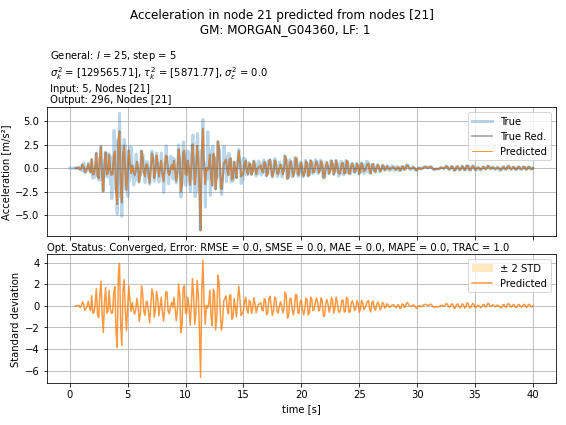 Acceleration in node 21 predicted from nodes [21]
GM: MORGAN_G04360, LF: 1
General: l = 25, step = 5
σ²ₖ = [129565.71], τ²ₖ = [5871.77], σ²ε = 0.0
Input: 5, Nodes [21]
Output: 296, Nodes [21]
Acceleration [m/s²]
5.0
2.5
0.0
−2.5
−5.0
True
True Red.
Predicted
Opt. Status: Converged, Error: RMSE = 0.0, SMSE = 0.0, MAE = 0.0, MAPE = 0.0, TRAC = 1.0
Standard deviation
4
2
0
−2
−4
−6
± 2 STD
Predicted
0 5 10 15 20 25 30 35 40
time [s]